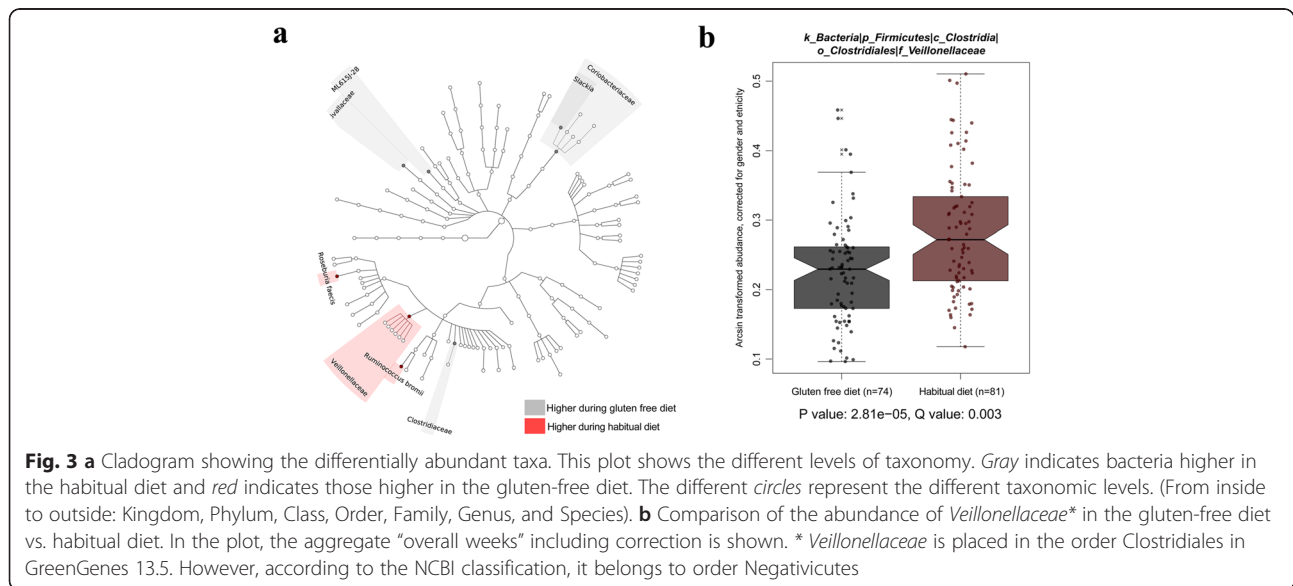 a
ML615J-28
Ivallaceae
Slackia
Coriobacteriaceae
Roseburia faecis
Veillonellaceae
Ruminococcus bromii
Clostridiaceae
Higher during gluten free diet
Higher during habitual diet
b
k_Bacteria|p_Firmicutes|c_Clostridia|
o_Clostridiales|f_Veillonellaceae
Arcsin transformed abudance, corrected for gender and etnicity
0.5
0.4
0.3
0.2
0.1
Gluten free diet (n=74)
Habitual diet (n=81)
P value: 2.81e−05, Q value: 0.003
Fig. 3 a Cladogram showing the differentially abundant taxa. This plot shows the different levels of taxonomy. Gray indicates bacteria higher in
the habitual diet and red indicates those higher in the gluten-free diet. The different circles represent the different taxonomic levels. (From inside
to outside: Kingdom, Phylum, Class, Order, Family, Genus, and Species). b Comparison of the abundance of Veillonellaceae* in the gluten-free diet
vs. habitual diet. In the plot, the aggregate “overall weeks” including correction is shown. * Veillonellaceae is placed in the order Clostridiales in
GreenGenes 13.5. However, according to the NCBI classification, it belongs to order Negativicutes